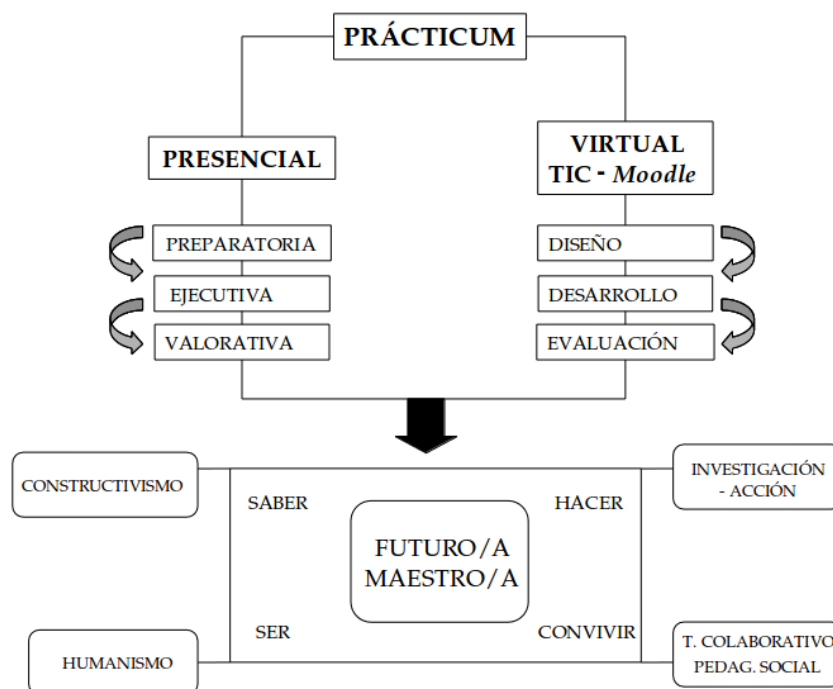 PRÁCTICUM
PRESENCIAL
VIRTUAL
TIC - Moodle
PREPARATORIA
DISEÑO
EJECUTIVA
DESARROLLO
VALORATIVA
EVALUACIÓN
CONSTRUCTIVISMO
INVESTIGACIÓN
- ACCIÓN
SABER
HACER
FUTURO/A
MAESTRO/A
SER
CONVIVIR
HUMANISMO
T. COLABORATIVO
PEDAG. SOCIAL